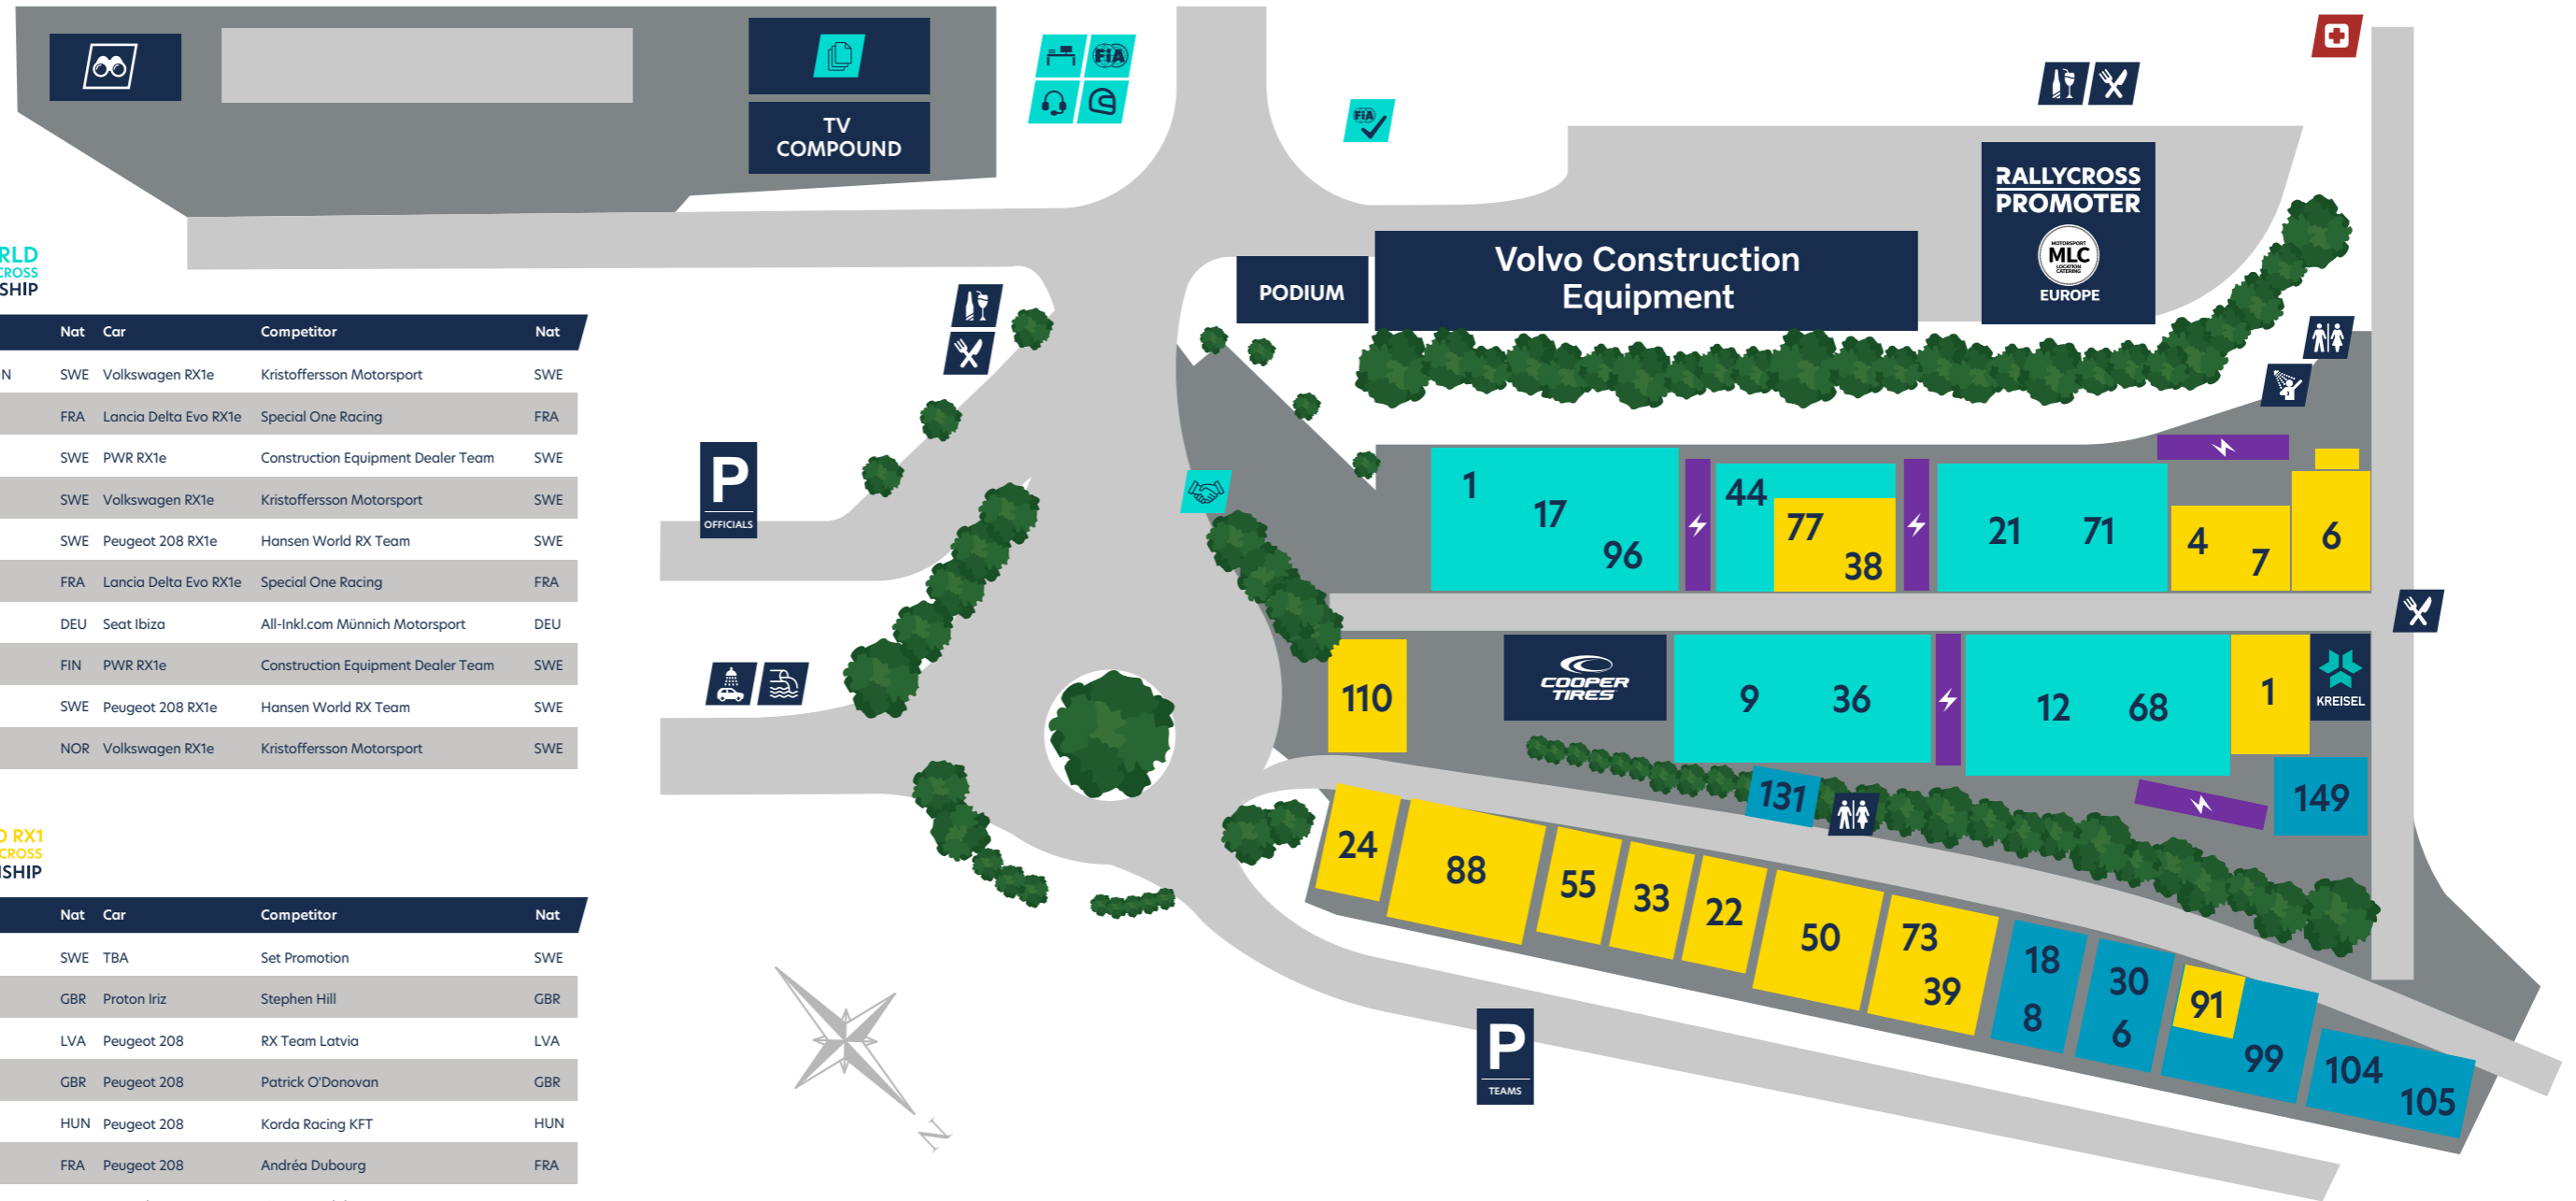 TV
COMPOUND
FiA
FiA
RALLYCROSS
PROMOTER
MOTORSPORT
MLC
LOCATION
CATERING
EUROPE
Volvo Construction
Equipment
PODIUM
RLD
CROSS
SHIP
Nat Car Competitor Nat
N SWE Volkswagen RX1e Kristoffersson Motorsport SWE
FRA Lancia Delta Evo RX1e Special One Racing FRA
SWE PWR RX1e Construction Equipment Dealer Team SWE
SWE Volkswagen RX1e Kristoffersson Motorsport SWE
SWE Peugeot 208 RX1e Hansen World RX Team SWE
FRA Lancia Delta Evo RX1e Special One Racing FRA
DEU Seat Ibiza All-Inkl.com Münnich Motorsport DEU
FIN PWR RX1e Construction Equipment Dealer Team SWE
SWE Peugeot 208 RX1e Hansen World RX Team SWE
NOR Volkswagen RX1e Kristoffersson Motorsport SWE
RX1
CROSS
SHIP
Nat Car Competitor Nat
SWE TBA Set Promotion SWE
GBR Proton Iriz Stephen Hill GBR
LVA Peugeot 208 RX Team Latvia LVA
GBR Peugeot 208 Patrick O'Donovan GBR
HUN Peugeot 208 Korda Racing KFT HUN
FRA Peugeot 208 Andréa Dubourg FRA
P
OFFICIALS
1
17
96
44
77
38
21 71
4
7
6
110
COOPER
TIRES
9 36
12 68
1
KREISEL
131
149
24
88
55
33
22
50
73
39
18
8
30
6
91
99
104
105
P
TEAMS
N